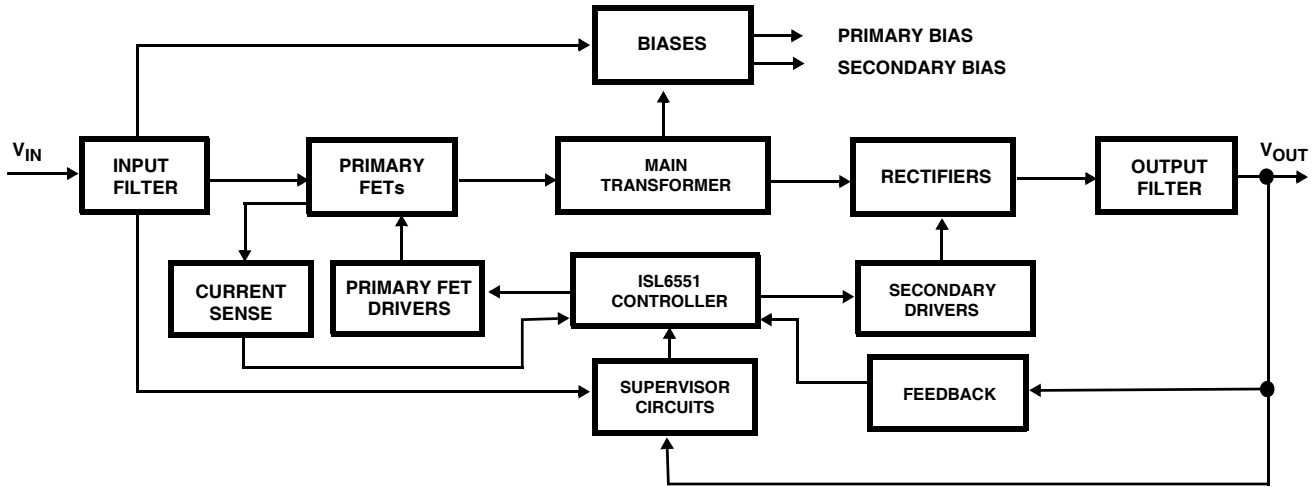 BIASES
PRIMARY BIAS
SECONDARY BIAS
VIN
INPUT
FILTER
PRIMARY
FETs
MAIN
TRANSFORMER
RECTIFIERS
OUTPUT
FILTER
VOUT
CURRENT
SENSE
PRIMARY FET
DRIVERS
ISL6551
CONTROLLER
SECONDARY
DRIVERS
SUPERVISOR
CIRCUITS
FEEDBACK